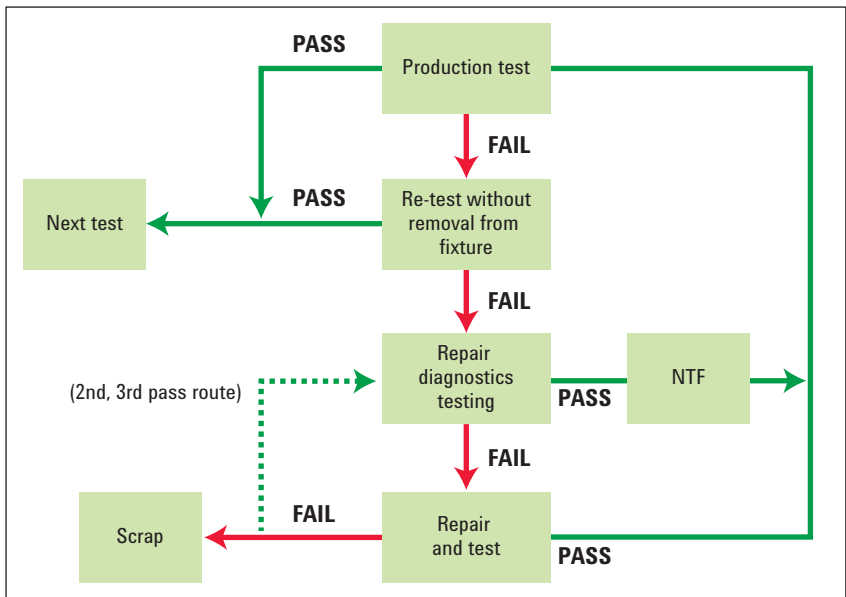 PASS
Production test
FAIL
PASS
Re-test without
removal from
fixture
Next test
FAIL
Repair
diagnostics
testing
NTF
(2nd, 3rd pass route)
PASS
FAIL
FAIL
Repair
and test
Scrap
PASS